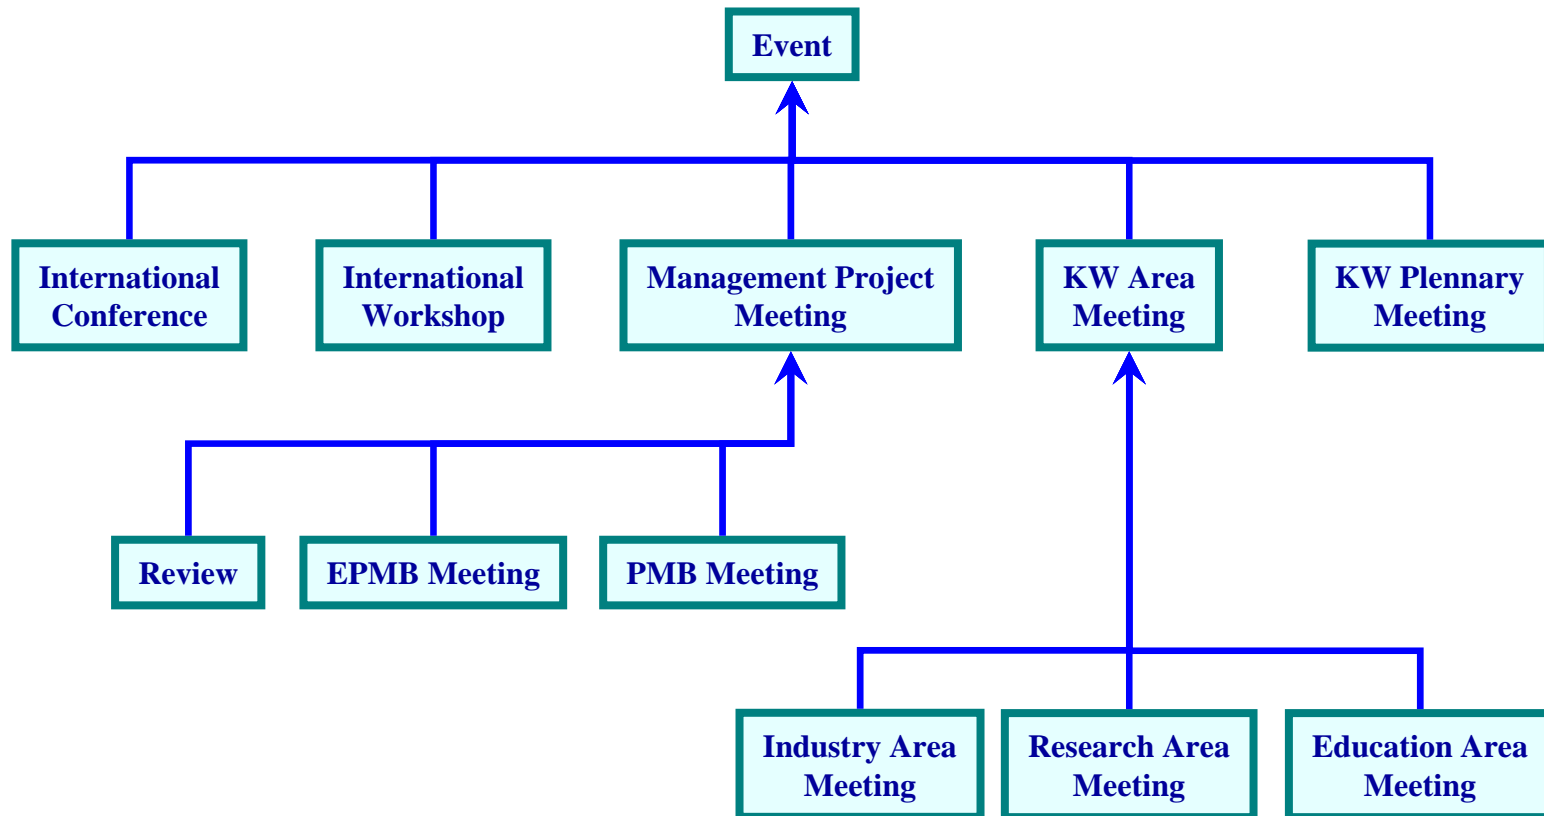 Event
International
Conference
International
Workshop
Management Project
Meeting
KW Area
Meeting
KW Plennary
Meeting
Review
EPMB Meeting
PMB Meeting
Industry Area
Meeting
Research Area
Meeting
Education Area
Meeting